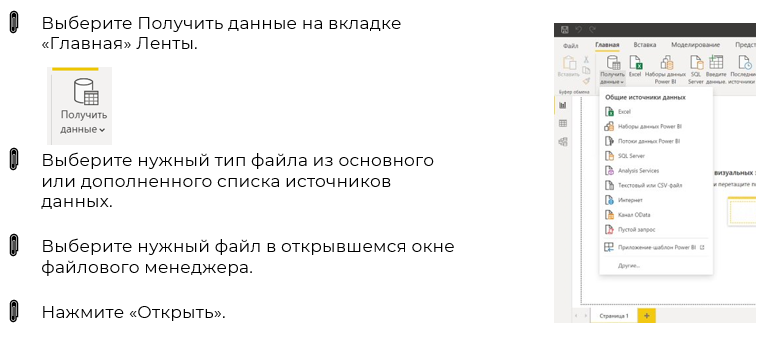 Выберите Получить данные на вкладке
«Главная» Ленты.
Получить
данные
Выберите нужный тип файла из основного
или дополненного списка источников
данных.
Выберите нужный файл в открывшемся окне
файлового менеджера.
Нажмите «Открыть».
Файл Главная Вставка Моделирование Предст
Вставить Получить данные Excel Наборы данных Power BI SQL Server Введите данные Последние источники
Буфер обмена
Общие источники данных
Excel
Наборы данных Power BI
Потоки данных Power BI
SQL Server
Analysis Services
Текстовый или CSV-файл
Интернет
Канал OData
Пустой запрос
Приложение-шаблон Power BI
Другие...
визуальных
перетащите
Страница 1